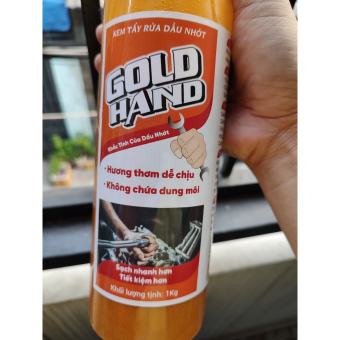 KEM TẨY RỬA DẦU NHỚT
GOLD
HAND
Khắc Tinh Của Dầu Nhớt
• Hương thơm dễ chịu
• Không chứa dung môi
Sạch nhanh hơn
Tiết kiệm hơn
Khối lượng tịnh: 1Kg